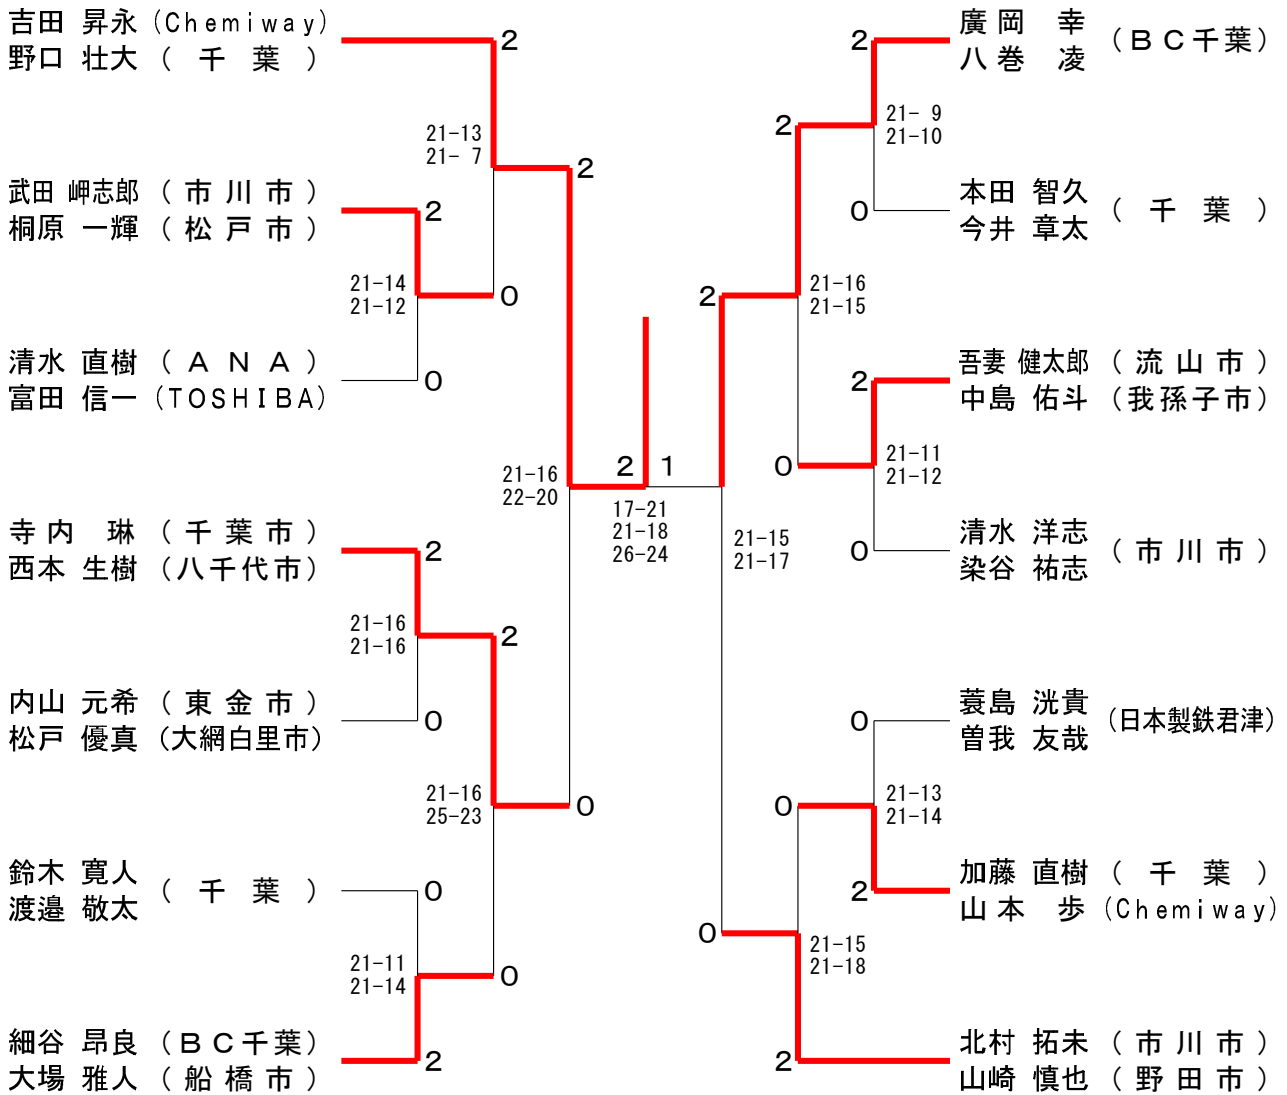 吉田 昇永 (Chemiway)
野口 壮大 ( 千 葉 )
2
21-13
21- 7
2
武田 岬志郎 ( 市 川 市 )
桐原 一輝 ( 松 戸 市 )
2
21-14
21-12
0
清水 直樹 ( A N A )
富田 信一 (TOSHIBA)
0
21-16
22-20
寺 内 琳 ( 千 葉 市 )
西本 生樹 (八千代市)
2
21-16
21-16
2
内山 元希 ( 東 金 市 )
松戸 優真 (大網白里市)
0
21-16
25-23
0
鈴木 寛人
渡邉 敬太
( 千 葉 )
0
21-11
21-14
0
細谷 昂良 (BC千葉)
大場 雅人 ( 船 橋 市 )
2
2 1
17-21
21-18
26-24
廣 岡 幸
八 巻 凌
(BC千葉)
2
21- 9
21-10
2
本田 智久
今井 章太
( 千 葉 )
0
2
21-16
21-15
吾妻 健太郎 ( 流 山 市 )
中島 佑斗 (我孫子市)
2
21-11
21-12
0
清水 洋志
染谷 祐志
( 市 川 市 )
0
21-15
21-17
蓑島 洸貴
曽我 友哉
(日本製鉄君津)
0
21-13
21-14
0
加藤 直樹 ( 千 葉 )
山 本 歩 (Chemiway)
2
0
21-15
21-18
北村 拓未 ( 市 川 市 )
山崎 慎也 ( 野 田 市 )
2